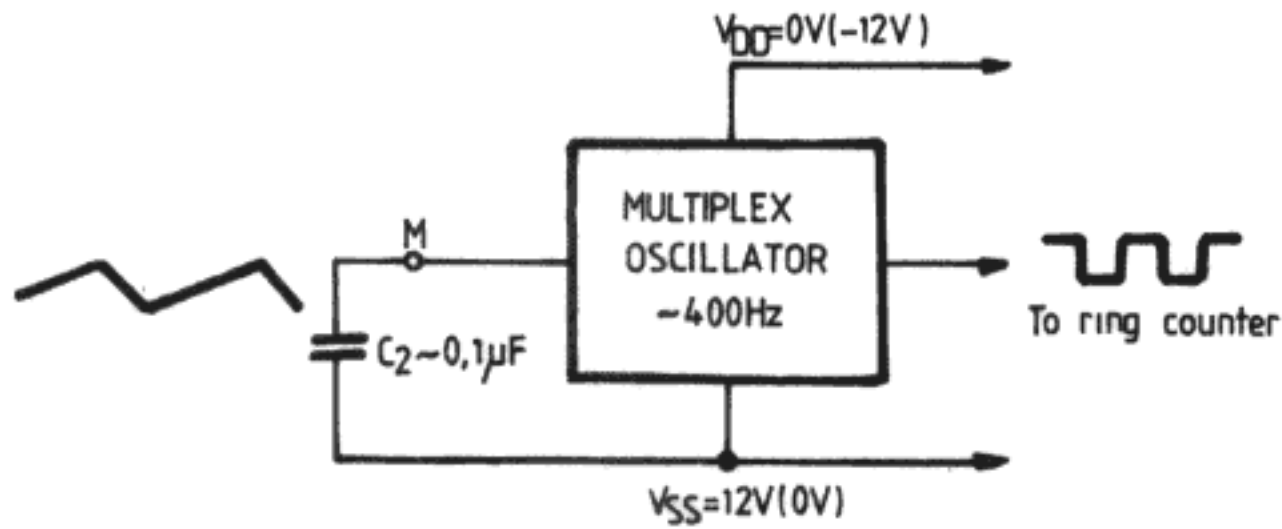 VDD=0V(-12V)
M
MULTIPLEX
OSCILLATOR
~400Hz
C2~0,1µF
To ring counter
VSS=12V(0V)